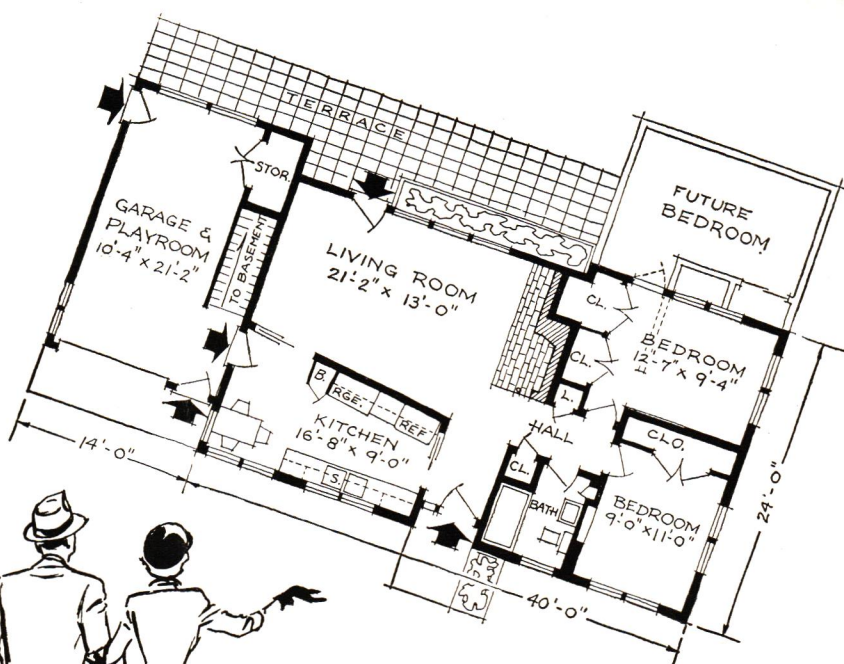 TERRACE
STOR.
GARAGE &
PLAYROOM
10'-4" x 21'-2"
TO BASEMENT
LIVING ROOM
21'-2" x 13'-0"
FUTURE
BEDROOM
CL.
CL.
BEDROOM
12'-7" x 9'-4"
L.
B.
RGE.
REF
KITCHEN
16'-8" x 9'-0"
S.
HALL
CLO.
CL.
BATH
BEDROOM
9'-0" x 11'-0"
14'-0"
40'-0"
24'-0"